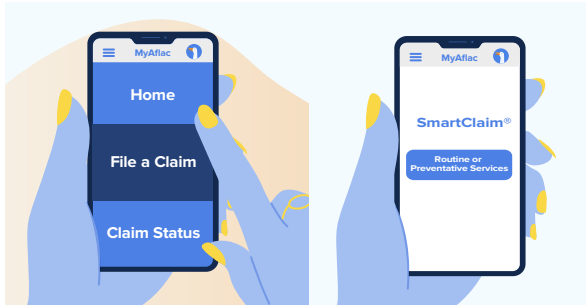 MyAflac
Home
File a Claim
Claim Status
MyAflac
SmartClaim®
Routine or
Preventative Services